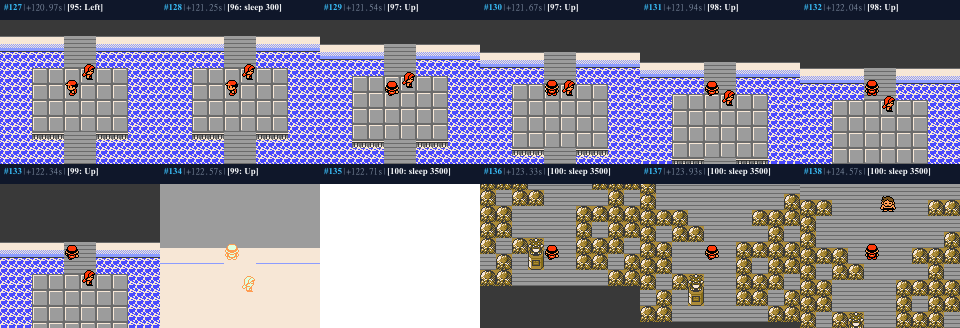 #127|+120.97s|[95: Left]
#128|+121.25s|[96: sleep 300]
#129|+121.54s|[97: Up]
#130|+121.67s|[97: Up]
#131|+121.94s|[98: Up]
#132|+122.04s|[98: Up]
#133|+122.34s|[99: Up]
#134|+122.57s|[99: Up]
#135|+122.71s|[100: sleep 3500]
#136|+123.33s|[100: sleep 3500]
#137|+123.93s|[100: sleep 3500]
#138|+124.57s|[100: sleep 3500]